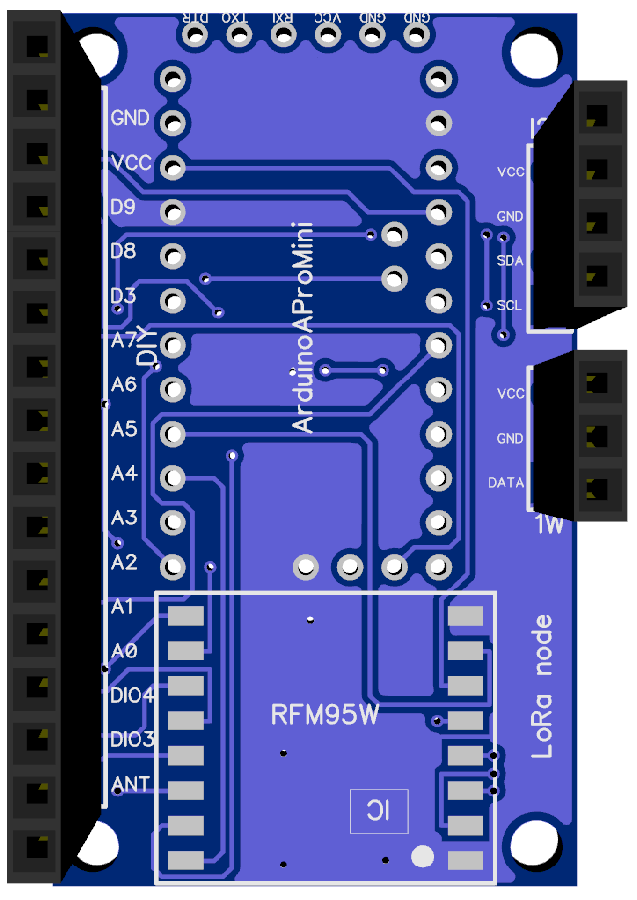 DTR TXO RXI VCC GND GND
GND
VCC
D9
D8
D3
A7
A6
A5
A4
A3
A2
A1
A0
DIO4
DIO3
ANT
DIY
ArduinoAProMini
VCC
GND
SDA
SCL
VCC
GND
DATA
1W
LoRa node
RFM95W
IC